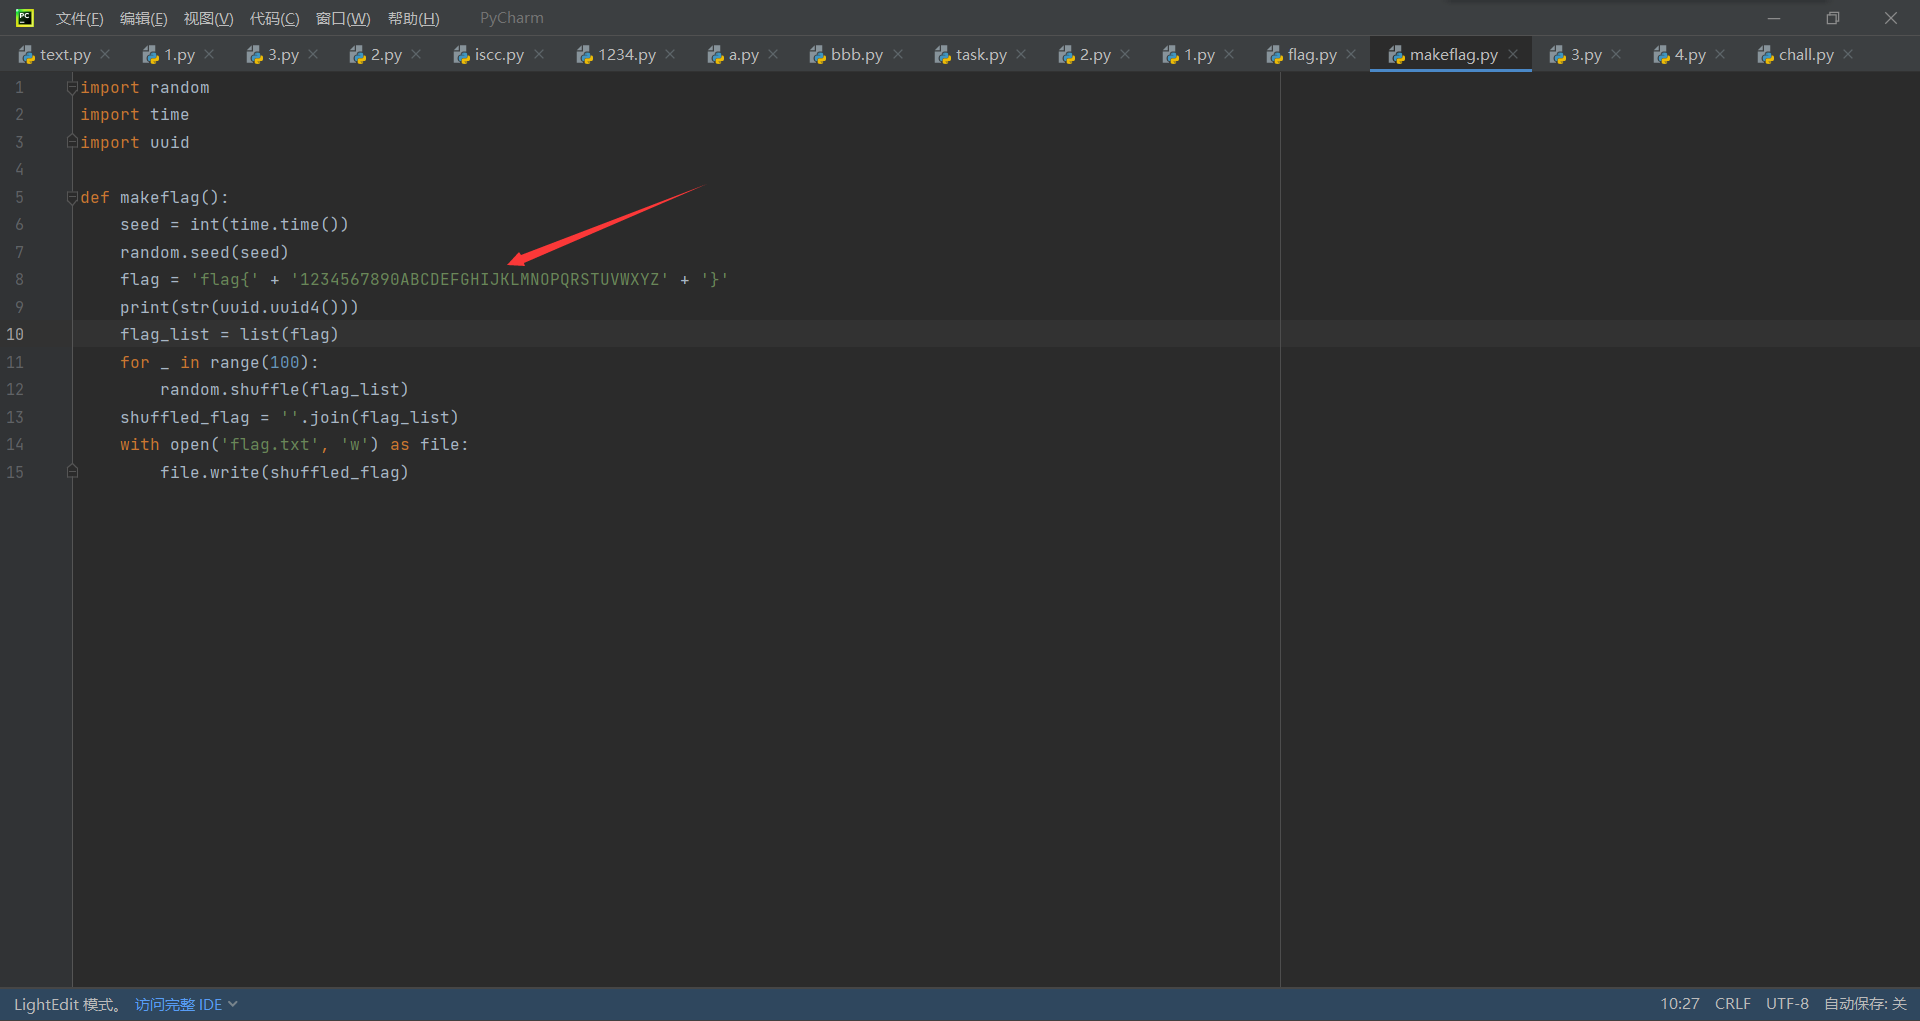 PC 文件(F) 编辑(E) 视图(V) 代码(C) 窗口(W) 帮助(H) PyCharm
text.py 1.py 3.py 2.py iscc.py 1234.py a.py bbb.py task.py 2.py 1.py flag.py makeflag.py 3.py 4.py chall.py
1 import random
2 import time
3 import uuid
4
5 def makeflag():
6 seed = int(time.time())
7 random.seed(seed)
8 flag = 'flag{' + '1234567890ABCDEFGHIJKLMNOPQRSTUVWXYZ' + '}'
9 print(str(uuid.uuid4()))
10 flag_list = list(flag)
11 for _ in range(100):
12 random.shuffle(flag_list)
13 shuffled_flag = ''.join(flag_list)
14 with open('flag.txt', 'w') as file:
15 file.write(shuffled_flag)
LightEdit 模式。 访问完整 IDE 10:27 CRLF UTF-8 自动保存: 关